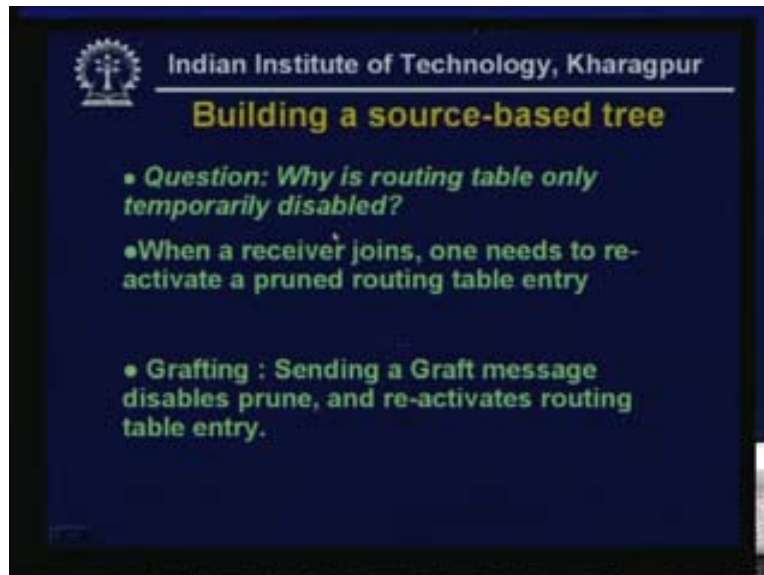 Indian Institute of Technology, Kharagpur
Building a source-based tree
• Question: Why is routing table only
temporarily disabled?
•When a receiver joins, one needs to re-
activate a pruned routing table entry
• Grafting : Sending a Graft message
disables prune, and re-activates routing
table entry.